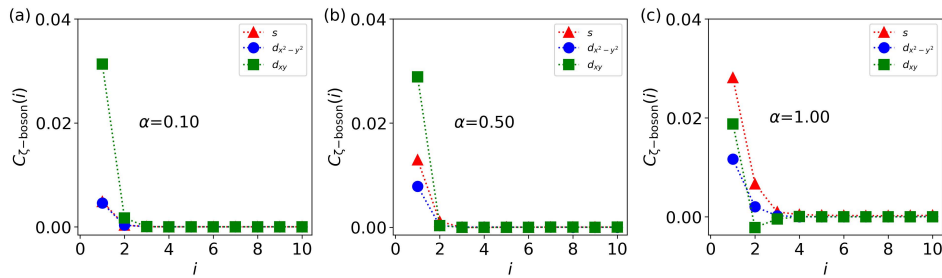 (a)
0.04
0.02
0.00
C_{ζ−boson}(i)
α=0.10
s
d_{x²−y²}
d_{xy}
0 2 4 6 8 10
i
(b)
0.04
0.02
0.00
C_{ζ−boson}(i)
α=0.50
s
d_{x²−y²}
d_{xy}
0 2 4 6 8 10
i
(c)
0.04
0.02
0.00
C_{ζ−boson}(i)
α=1.00
s
d_{x²−y²}
d_{xy}
0 2 4 6 8 10
i